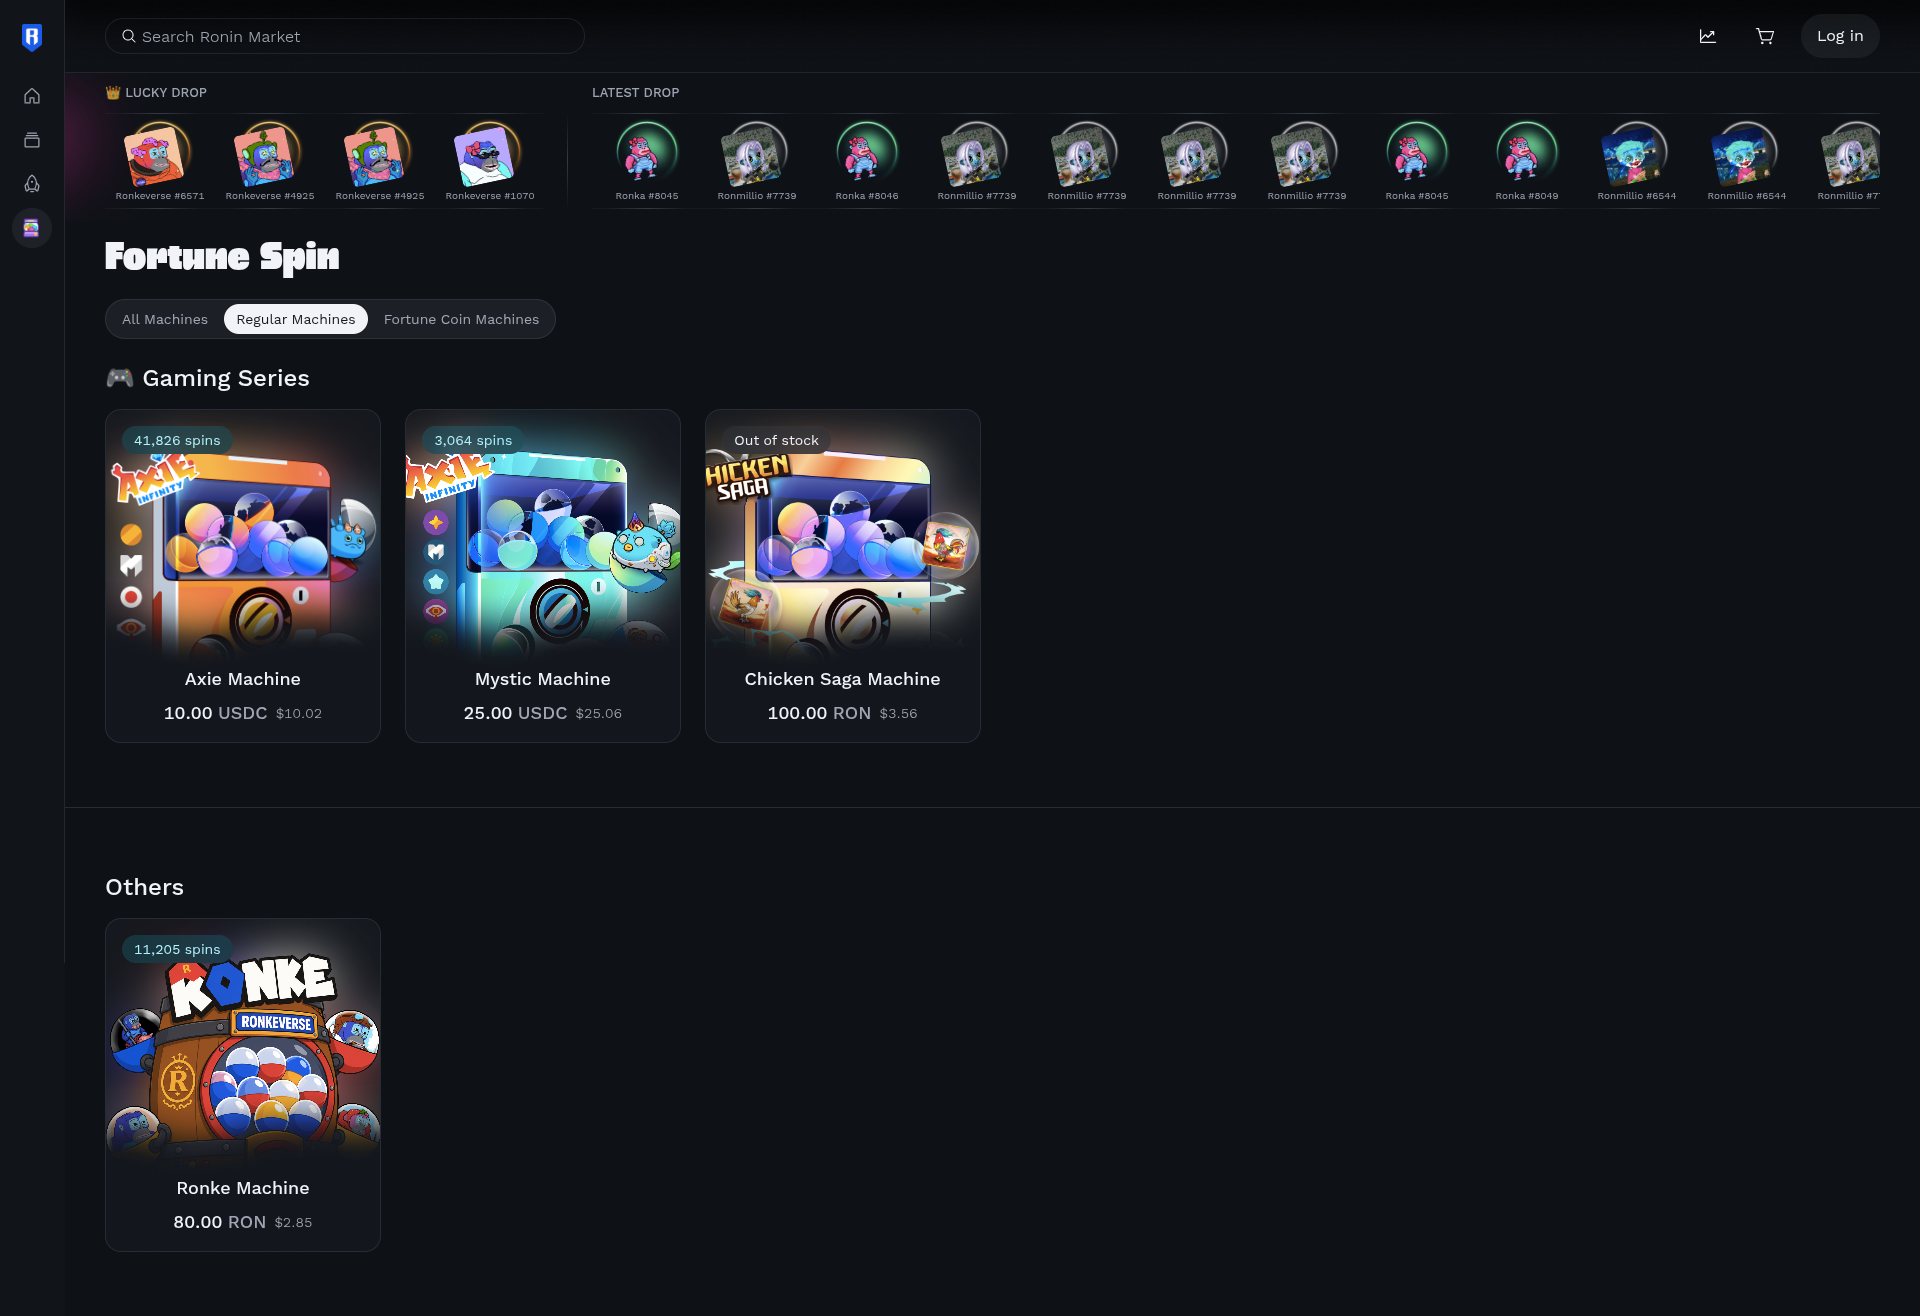 Search Ronin Market
Log in
LUCKY DROP
LATEST DROP
Ronkeverse #6571
Ronkeverse #4925
Ronkeverse #4925
Ronkeverse #1070
Ronka #8045
Ronmillio #7739
Ronka #8046
Ronmillio #7739
Ronmillio #7739
Ronmillio #7739
Ronmillio #7739
Ronka #8045
Ronka #8049
Ronmillio #6544
Ronmillio #6544
Ronmillio #7
Fortune Spin
All Machines
Regular Machines
Fortune Coin Machines
Gaming Series
41,826 spins
AXIE
INFINITY
Axie Machine
10.00 USDC $10.02
3,064 spins
AXIE
INFINITY
Mystic Machine
25.00 USDC $25.06
Out of stock
HICKEN
SAGA
Chicken Saga Machine
100.00 RON $3.56
Others
11,205 spins
R
RONKE
RONKEVERSE
R
Ronke Machine
80.00 RON $2.85